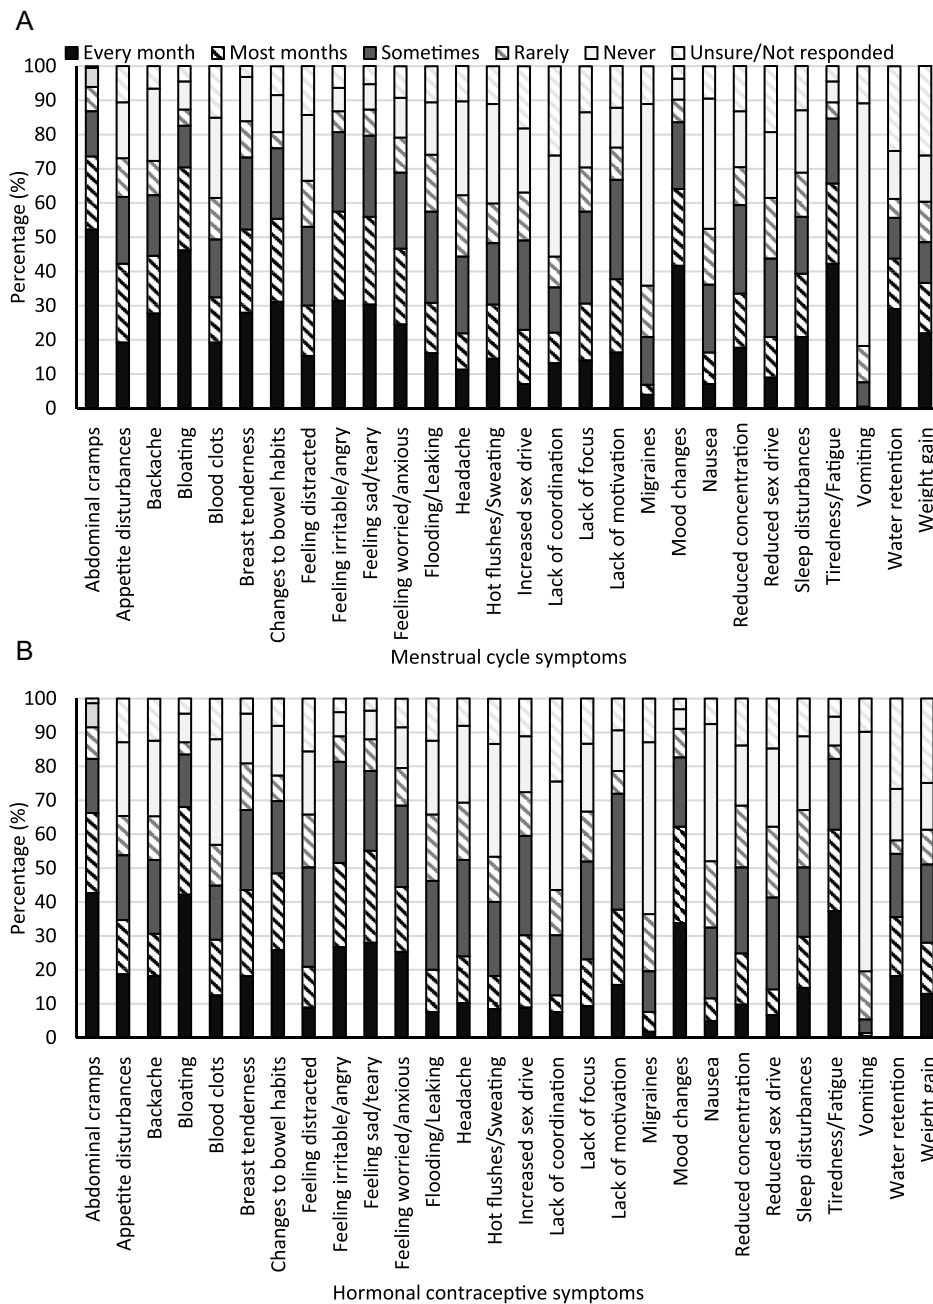 A
Every month Most months Sometimes Rarely Never Unsure/Not responded
100
90
80
70
60
50
40
30
20
10
0
Percentage (%)
Abdominal cramps
Appetite disturbances
Backache
Bloating
Blood clots
Breast tenderness
Changes to bowel habits
Feeling distracted
Feeling irritable/angry
Feeling sad/teary
Feeling worried/anxious
Flooding/Leaking
Headache
Hot flushes/Sweating
Increased sex drive
Lack of coordination
Lack of focus
Lack of motivation
Migraines
Mood changes
Nausea
Reduced concentration
Reduced sex drive
Sleep disturbances
Tiredness/Fatigue
Vomiting
Water retention
Weight gain
Menstrual cycle symptoms
B
100
90
80
70
60
50
40
30
20
10
0
Percentage (%)
Abdominal cramps
Appetite disturbances
Backache
Bloating
Blood clots
Breast tenderness
Changes to bowel habits
Feeling distracted
Feeling irritable/angry
Feeling sad/teary
Feeling worried/anxious
Flooding/Leaking
Headache
Hot flushes/Sweating
Increased sex drive
Lack of coordination
Lack of focus
Lack of motivation
Migraines
Mood changes
Nausea
Reduced concentration
Reduced sex drive
Sleep disturbances
Tiredness/Fatigue
Vomiting
Water retention
Weight gain
Hormonal contraceptive symptoms